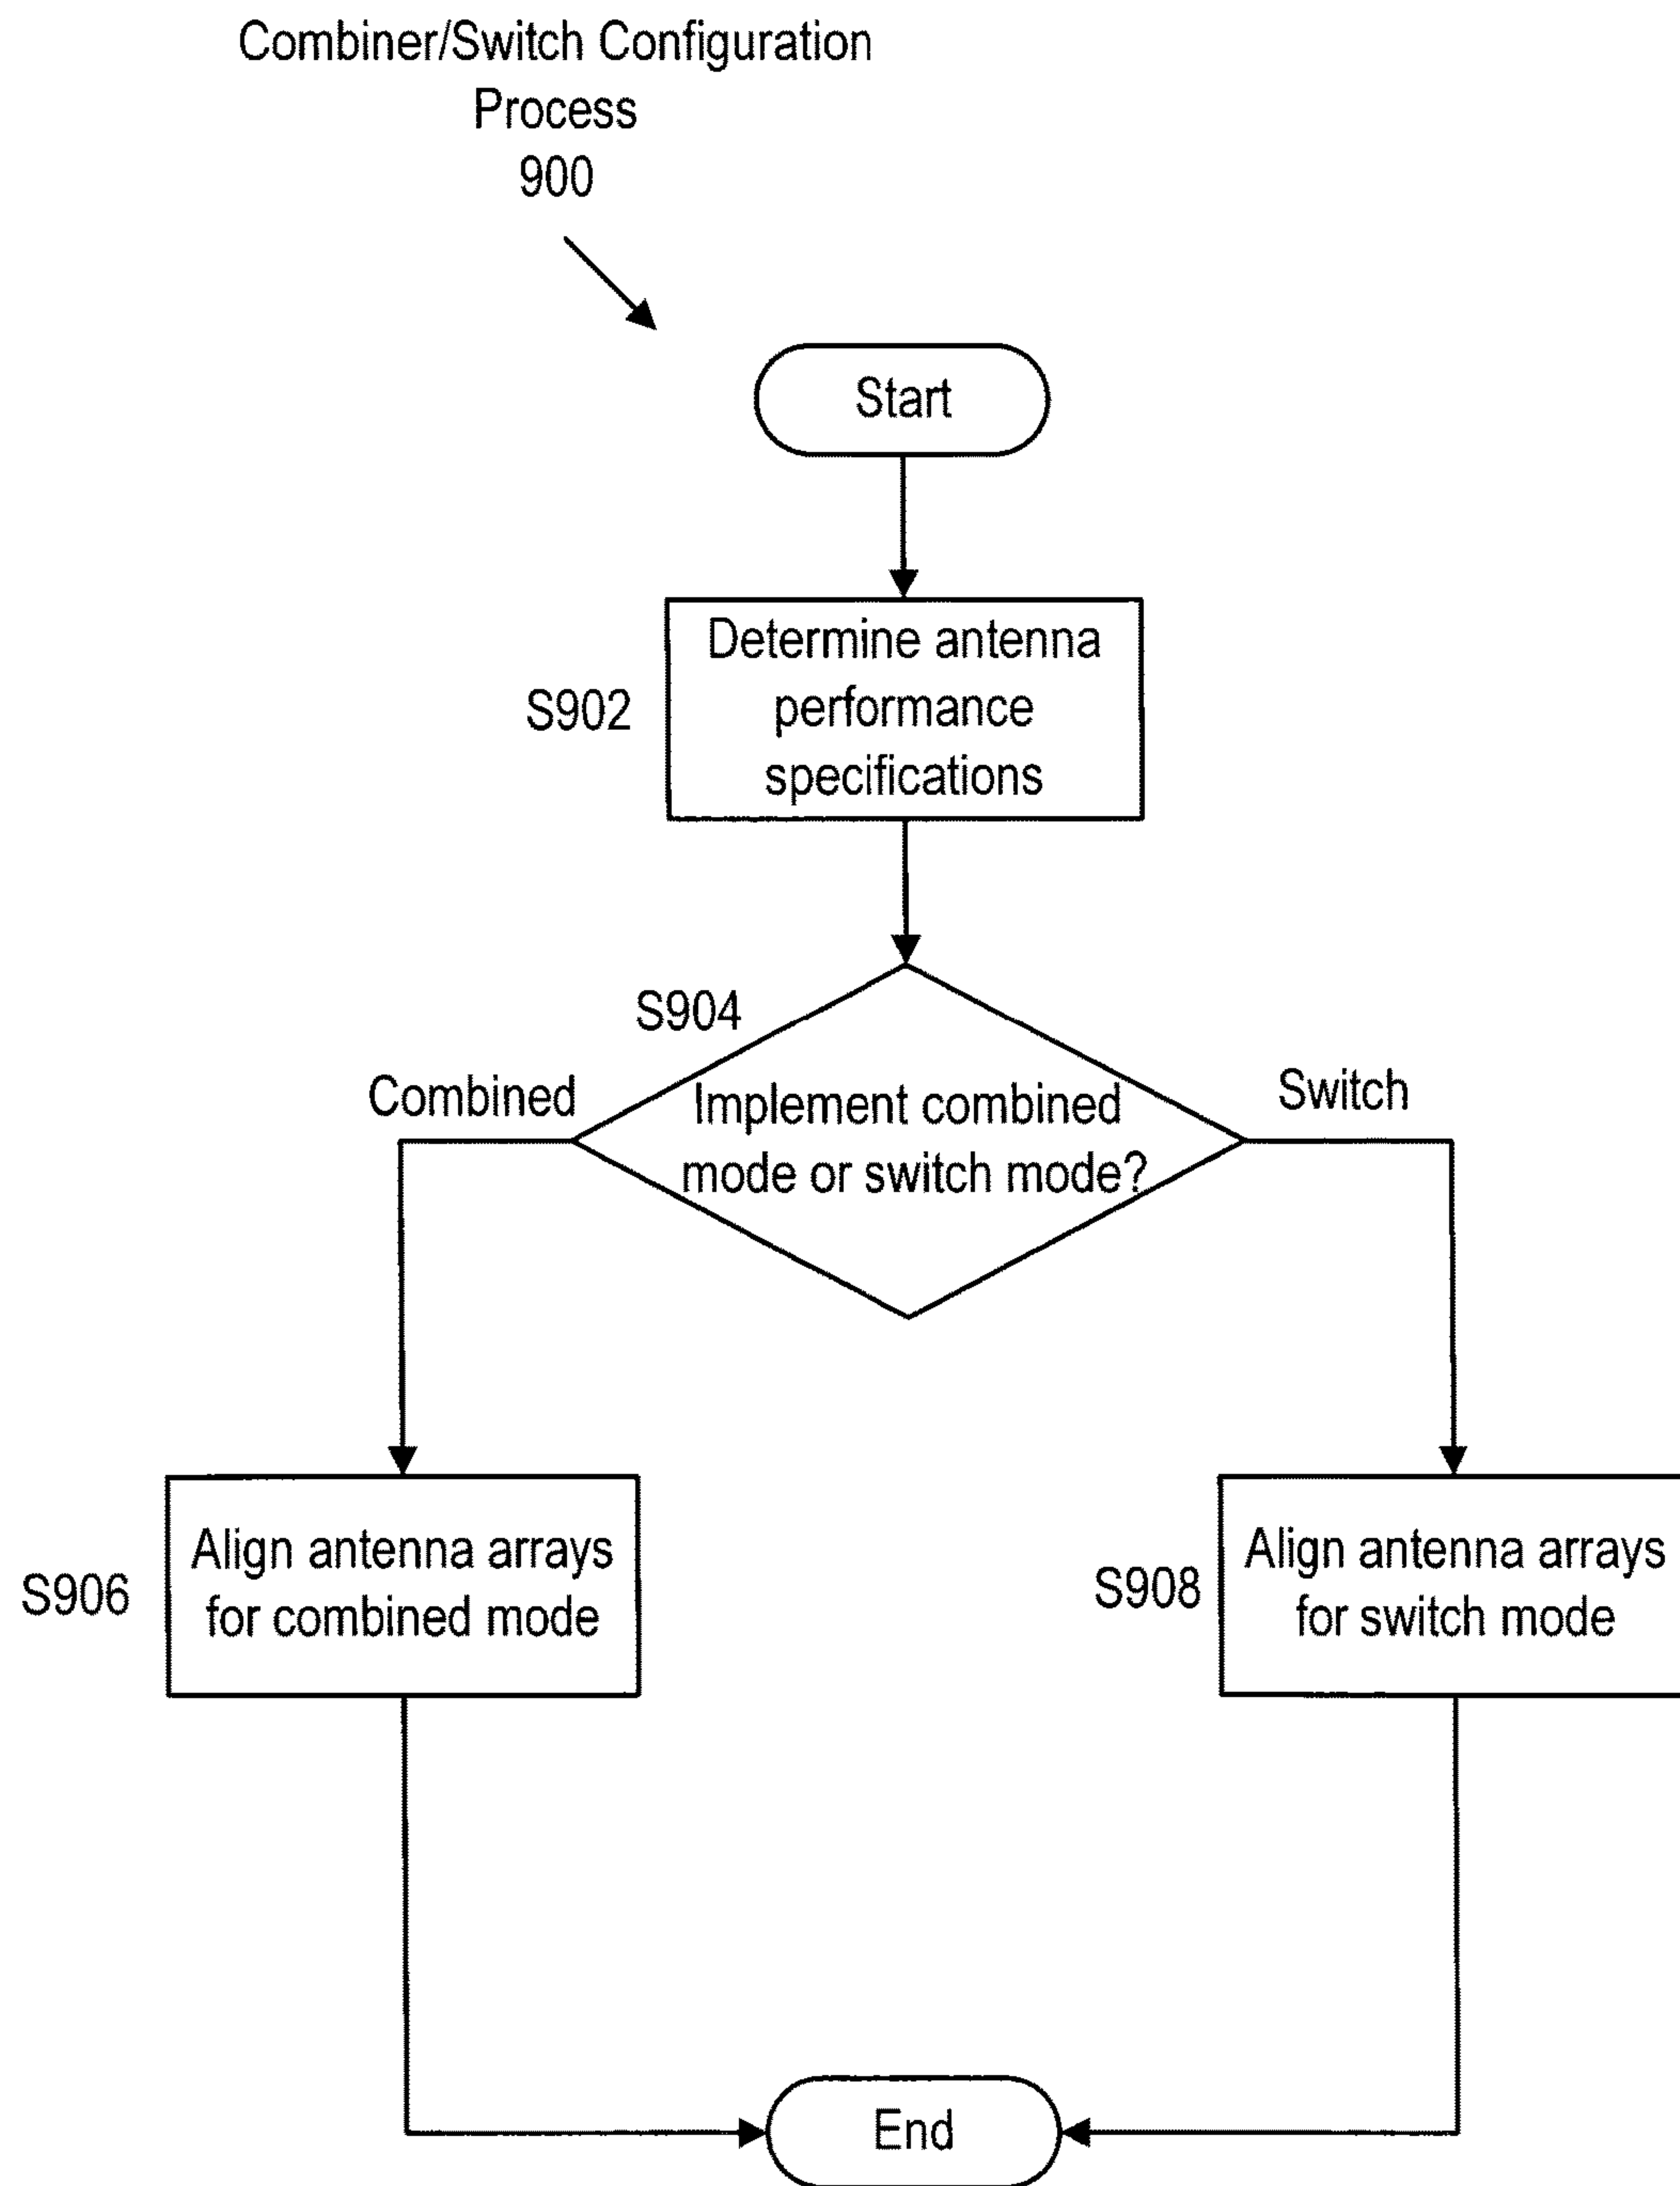 Combiner/Switch Configuration
Process
900
Start
Determine antenna
performance
specifications
S902
S904
Combined
Implement combined
mode or switch mode?
Switch
S906
Align antenna arrays
for combined mode
S908
Align antenna arrays
for switch mode
End